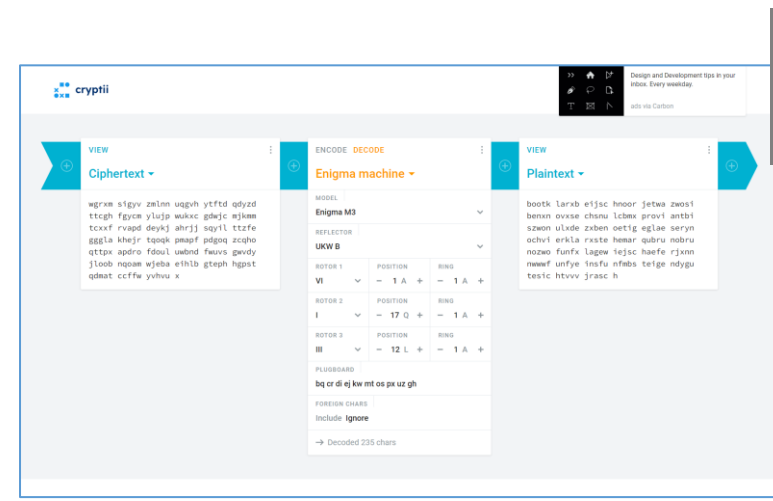 cryptii
Design and Development tips in your
inbox. Every weekday.
ads via Carbon
VIEW
Ciphertext
wgrxm sigyv zmlnn uqgvh ytftd qdyzd
ttcgh fgycm ylujp wukxc gdwjc mjkmm
tcxxf rvapd deykj ahrjj sqyil ttzfe
gggla khejr tqoqk pmapf pdgoq zcqho
qttpx apdro fdoul uwbnd fwuvs gwvdy
jloob nqoam wjeba eihlb gteph hgpst
qdmat ccffw yvhvu x
ENCODE DECODE
Enigma machine
MODEL
Enigma M3
REFLECTOR
UKW B
ROTOR 1 POSITION RING
VI − 1 A + − 1 A +
ROTOR 2 POSITION RING
I − 17 Q + − 1 A +
ROTOR 3 POSITION RING
III − 12 L + − 1 A +
PLUGBOARD
bq cr di ej kw mt os px uz gh
FOREIGN CHARS
Include Ignore
→ Decoded 235 chars
VIEW
Plaintext
bootk larxb eijsc hnoor jetwa zwosi
benxn ovxse chsnu lcbmx provi antbi
szwon ulxde zxben oetig eglae seryn
ochvi erkla rxste hemar qubru nobru
nozwo funfx lagew iejsc haefe rjxnn
nwwwf unfye insfu nfmbs teige ndygu
tesic htvvv jrasc h